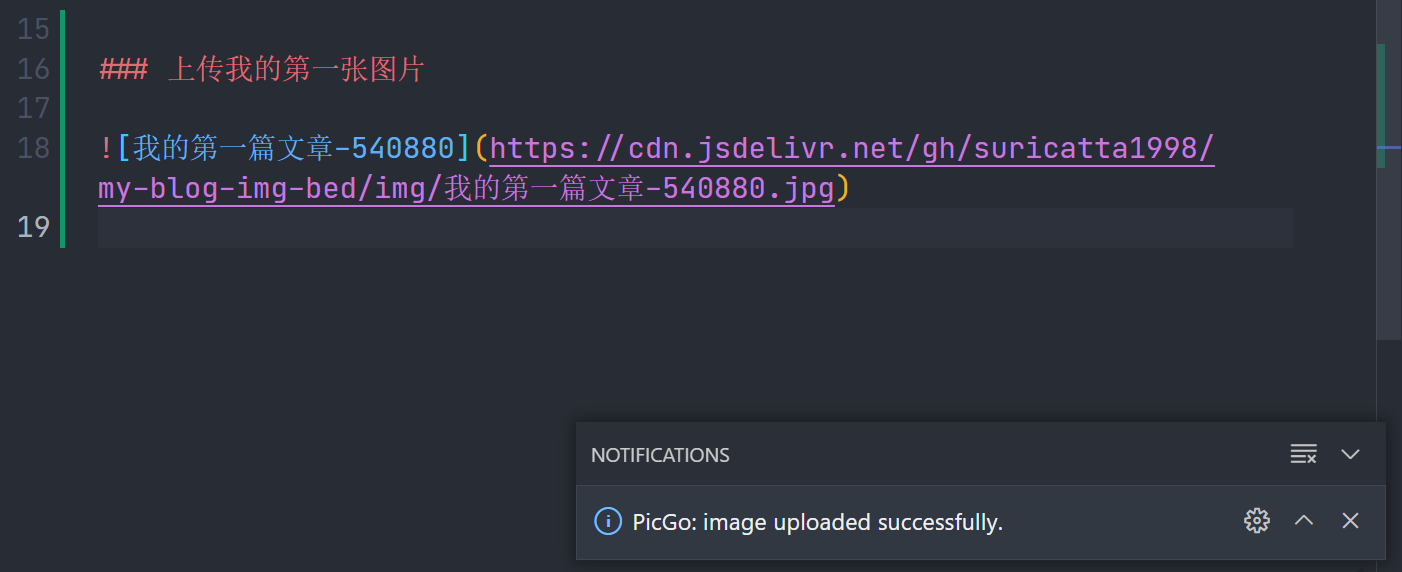 15
16 ### 上传我的第一张图片
17
18 ![我的第一篇文章-540880](https://cdn.jsdelivr.net/gh/suricatta1998/
my-blog-img-bed/img/我的第一篇文章-540880.jpg)
19
NOTIFICATIONS
PicGo: image uploaded successfully.